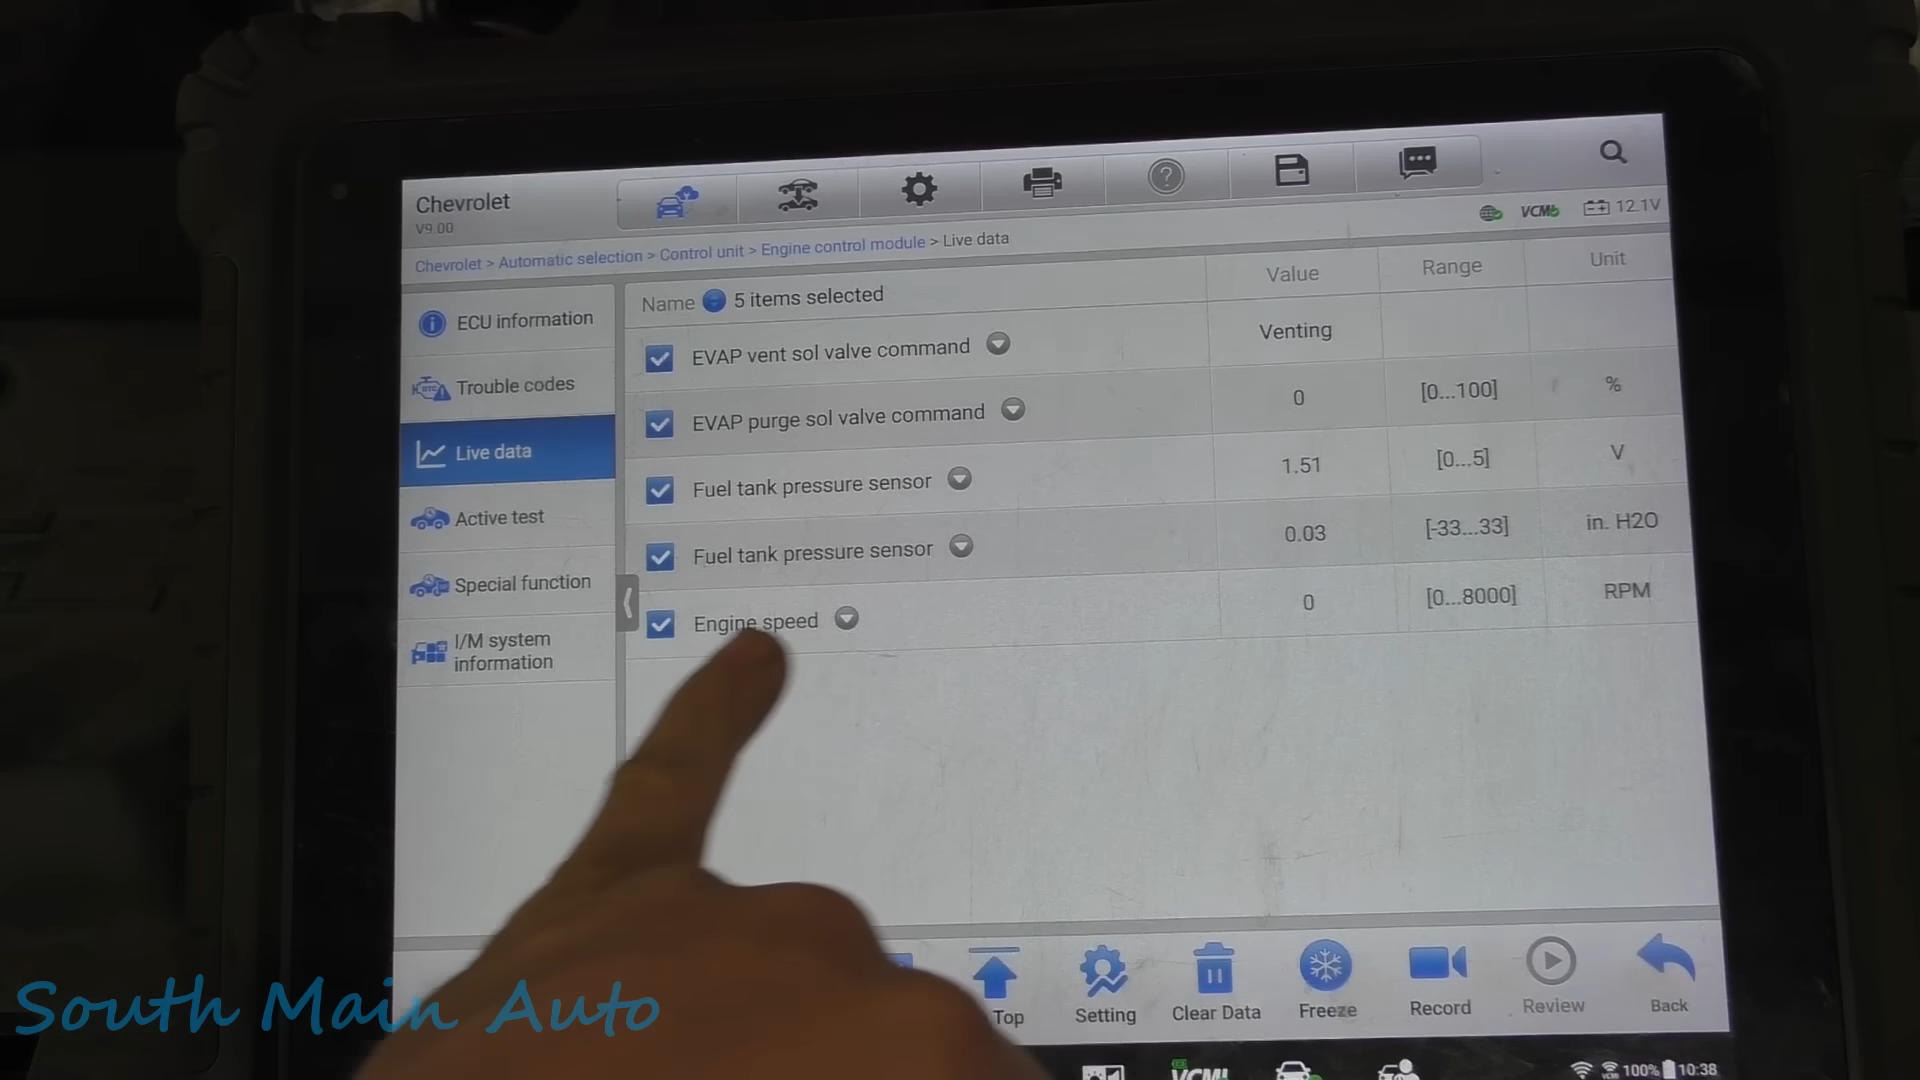 Chevrolet
V9.00
VCMI 12.1V
Chevrolet > Automatic selection > Control unit > Engine control module > Live data
ECU information
Trouble codes
Live data
Active test
Special function
I/M system
information
Name 5 items selected Value Range Unit
EVAP vent sol valve command Venting
EVAP purge sol valve command 0 [0...100] %
Fuel tank pressure sensor 1.51 [0...5] V
Fuel tank pressure sensor 0.03 [-33...33] in. H2O
Engine speed 0 [0...8000] RPM
Top Setting Clear Data Freeze Record Review Back
VCMI 100% 10:38
South Main Auto